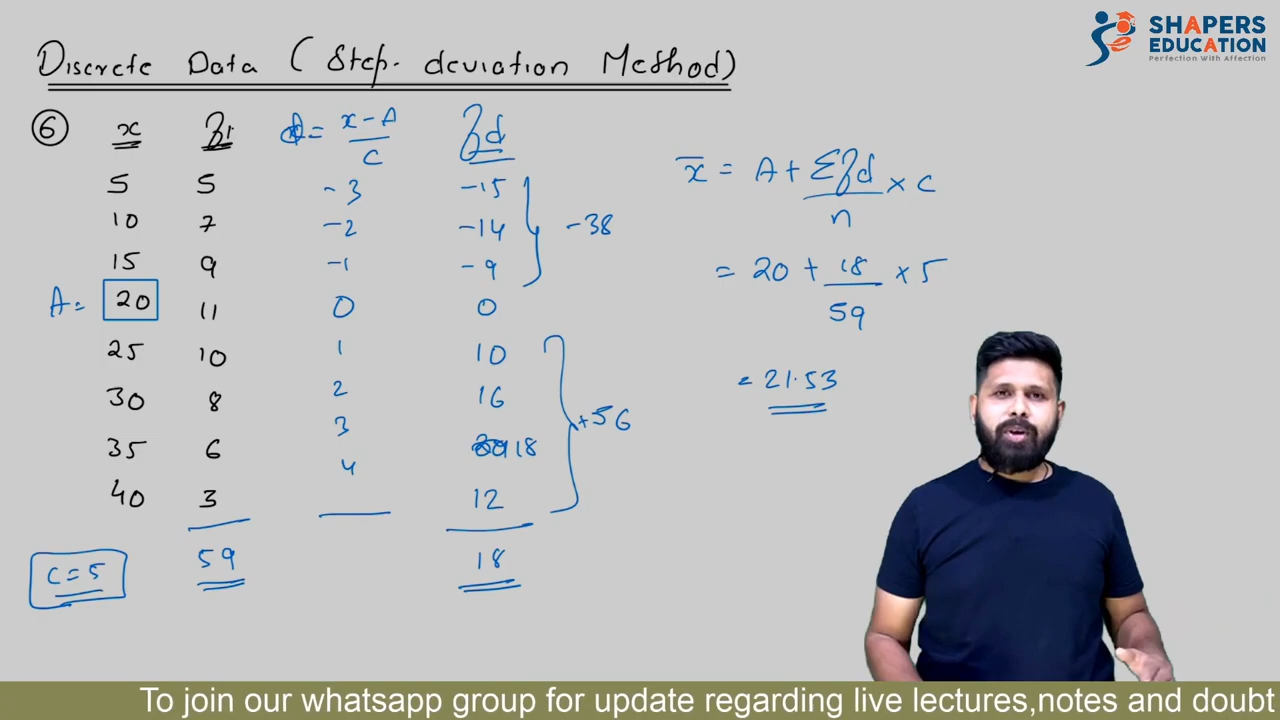 SHAPERS
EDUCATION
Perfection With Affection
Discrete Data ( Step- deviation Method)
6 x f d = x - A / C fd
5 5 -3 -15
10 7 -2 -14 -38
15 9 -1 -9
A = 20 11 0 0
25 10 1 10
30 8 2 16 +56
35 6 3 18
40 3 4 12
C = 5 59 18
x̄ = A + Σfd / n × C
= 20 + 18 / 59 × 5
= 21.53
To join our whatsapp group for update regarding live lectures,notes and doubt